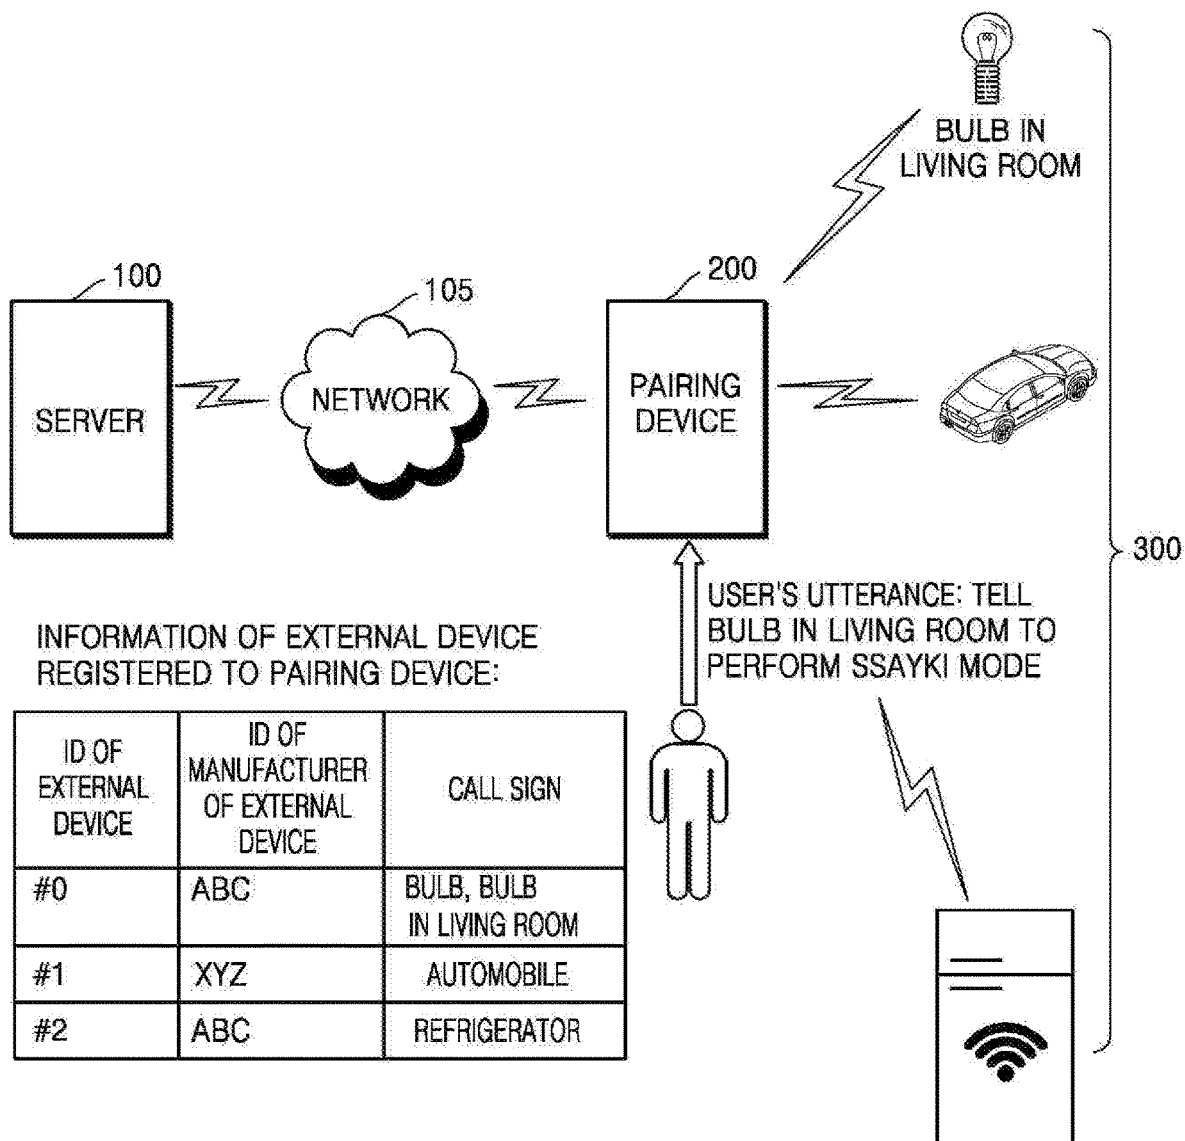 BULB IN
LIVING ROOM
100
105
200
SERVER
NETWORK
PAIRING
DEVICE
300
USER'S UTTERANCE: TELL
BULB IN LIVING ROOM TO
PERFORM SSAYKI MODE
INFORMATION OF EXTERNAL DEVICE
REGISTERED TO PAIRING DEVICE:
ID OF
EXTERNAL
DEVICE
ID OF
MANUFACTURER
OF EXTERNAL
DEVICE
CALL SIGN
#0
ABC
BULB, BULB
IN LIVING ROOM
#1
XYZ
AUTOMOBILE
#2
ABC
REFRIGERATOR